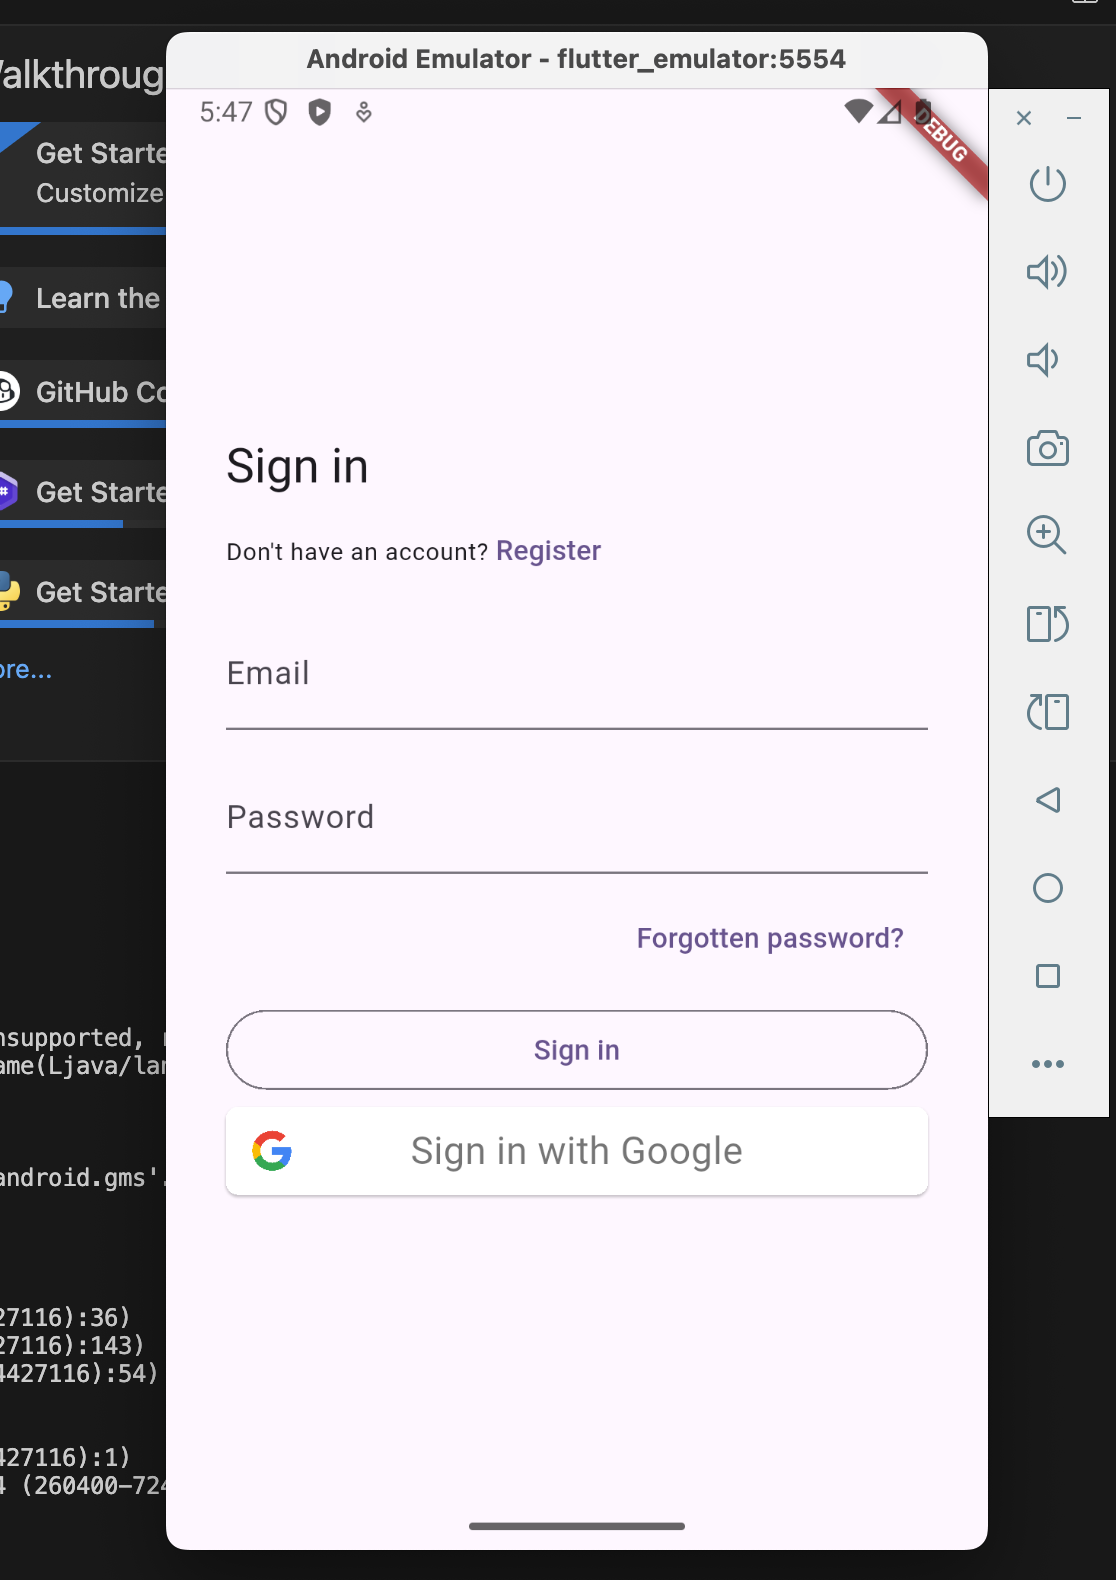 Android Emulator - flutter_emulator:5554
5:47
DEBUG
Sign in
Don't have an account? Register
Email
Password
Forgotten password?
Sign in
Sign in with Google
Get Starte
Customize
Learn the
GitHub Co
Get Starte
Get Starte
ore...
alkthroug
nsupported,
ame(Ljava/lan
android.gms'
27116):36)
27116):143)
4427116):54)
427116):1)
4 (260400-724